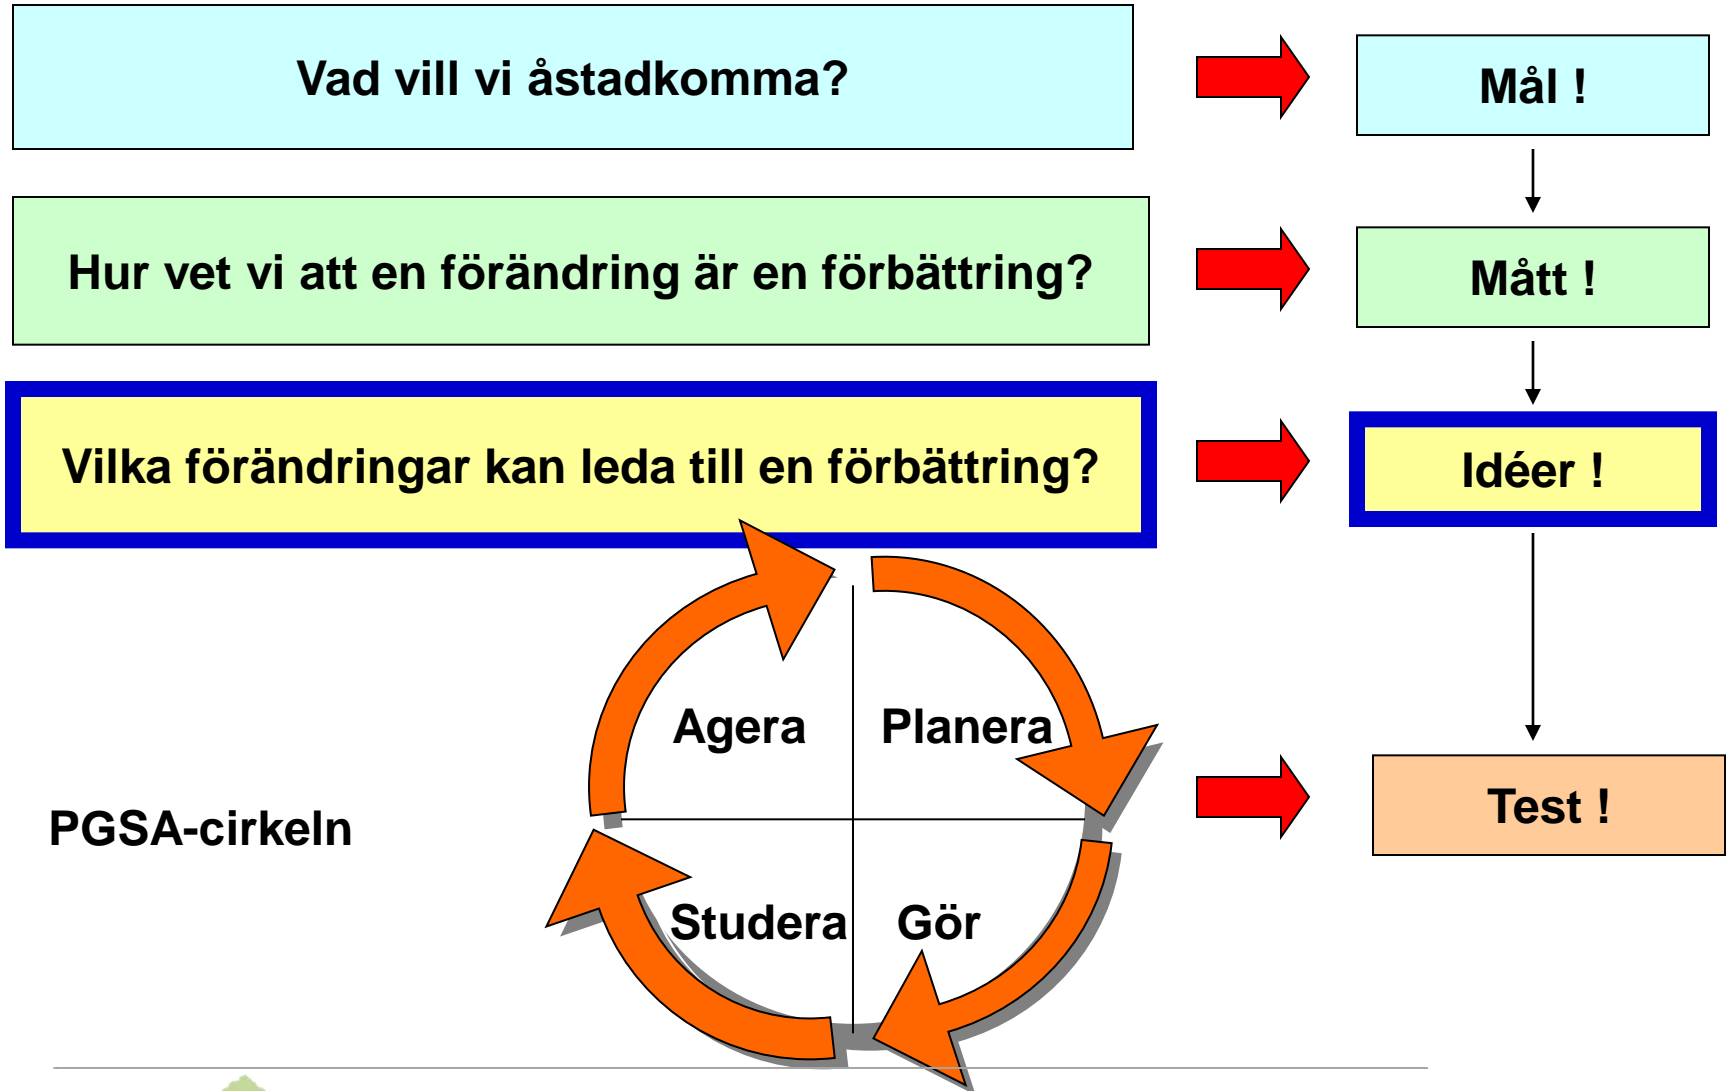 Vad vill vi åstadkomma?
Mål !
Hur vet vi att en förändring är en förbättring?
Mått !
Vilka förändringar kan leda till en förbättring?
Idéer !
Agera
Planera
PGSA-cirkeln
Test !
Studera
Gör